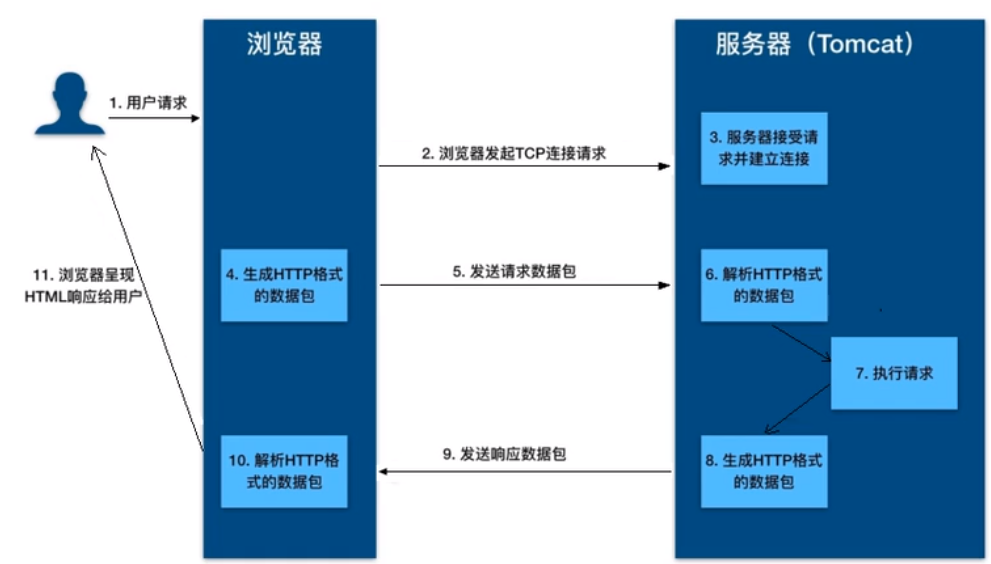 浏览器
服务器（Tomcat）
1. 用户请求
2. 浏览器发起TCP连接请求
3. 服务器接受请
求并建立连接
4. 生成HTTP格式
的数据包
5. 发送请求数据包
6. 解析HTTP格式
的数据包
7. 执行请求
8. 生成HTTP格式
的数据包
9. 发送响应数据包
10. 解析HTTP格
式的数据包
11. 浏览器呈现
HTML响应给用户